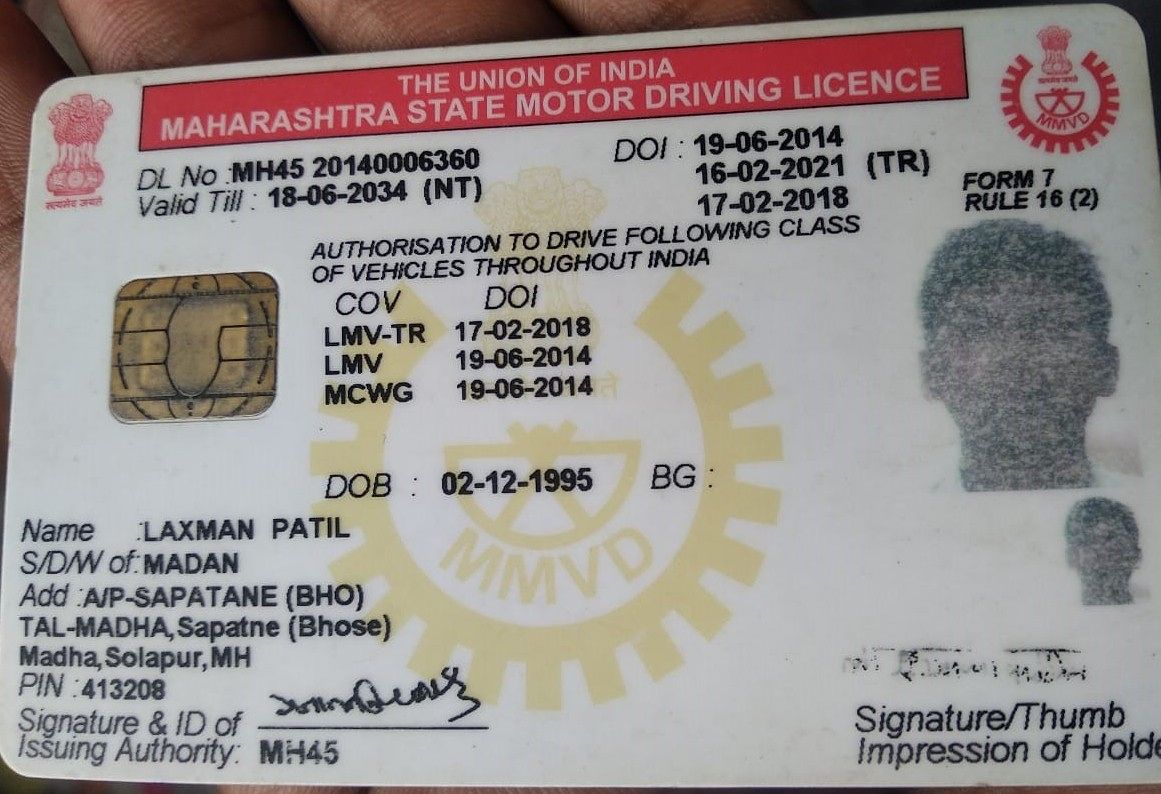 THE UNION OF INDIA
MAHARASHTRA STATE MOTOR DRIVING LICENCE
DL No :MH45 20140006360
Valid Till : 18-06-2034 (NT)
DOI : 19-06-2014
16-02-2021 (TR)
17-02-2018
FORM 7
RULE 16 (2)
MMVD
सत्यमेव जयते
AUTHORISATION TO DRIVE FOLLOWING CLASS
OF VEHICLES THROUGHOUT INDIA
COV DOI
LMV-TR 17-02-2018
LMV 19-06-2014
MCWG 19-06-2014
DOB : 02-12-1995 BG :
MMVD
Name :LAXMAN PATIL
S/D/W of:MADAN
Add :A/P-SAPATANE (BHO)
TAL-MADHA,Sapatne (Bhose)
Madha,Solapur,MH
PIN :413208
Signature & ID of
Issuing Authority: MH45
Signature/Thumb
Impression of Holde